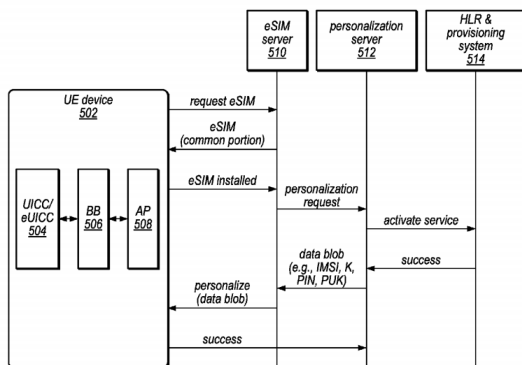 eSIM
server
510
personalization
server
512
HLR &
provisioning
system
514
UE device
502
request eSIM
eSIM
(common portion)
UICC/
eUICC
504
BB
506
AP
508
eSIM installed
personalization
request
activate service
success
data blob
(e.g., IMSI, K,
PIN, PUK)
personalize
(data blob)
success